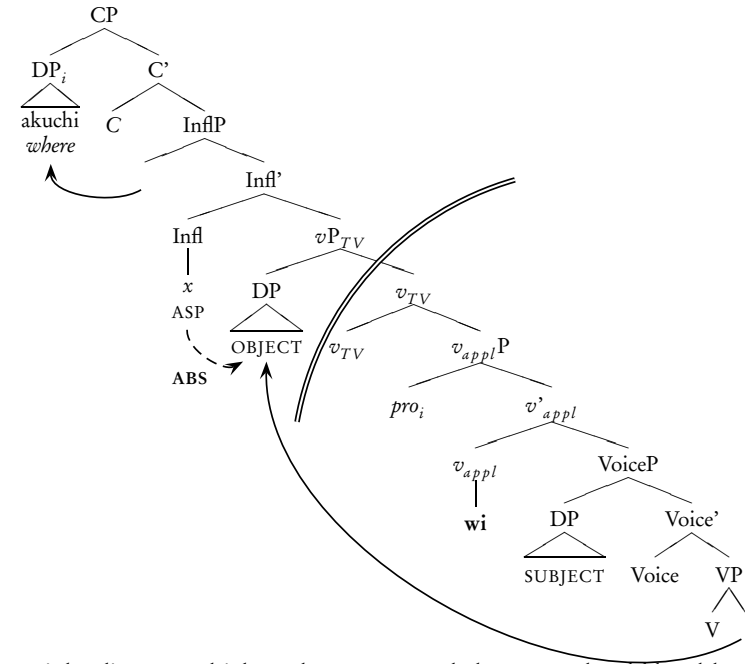 CP
DPi C'
akuchi C InflP
where
Infl'
Infl vPTV
x DP vTV
ASP
OBJECT vTV vapplP
ABS
proi v'appl
vappl VoiceP
wi DP Voice'
SUBJECT Voice VP
V